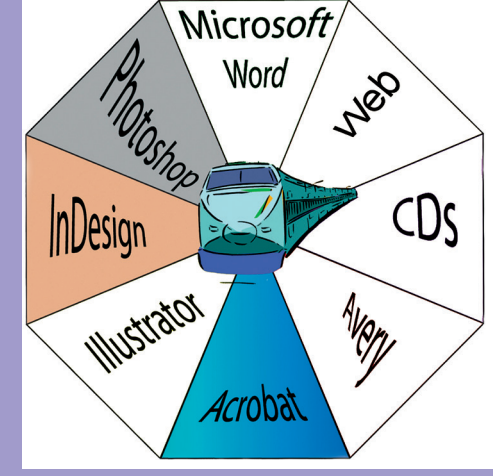 Microsoft
Word
Web
CDs
Avery
Acrobat
Illustrator
InDesign
Photoshop